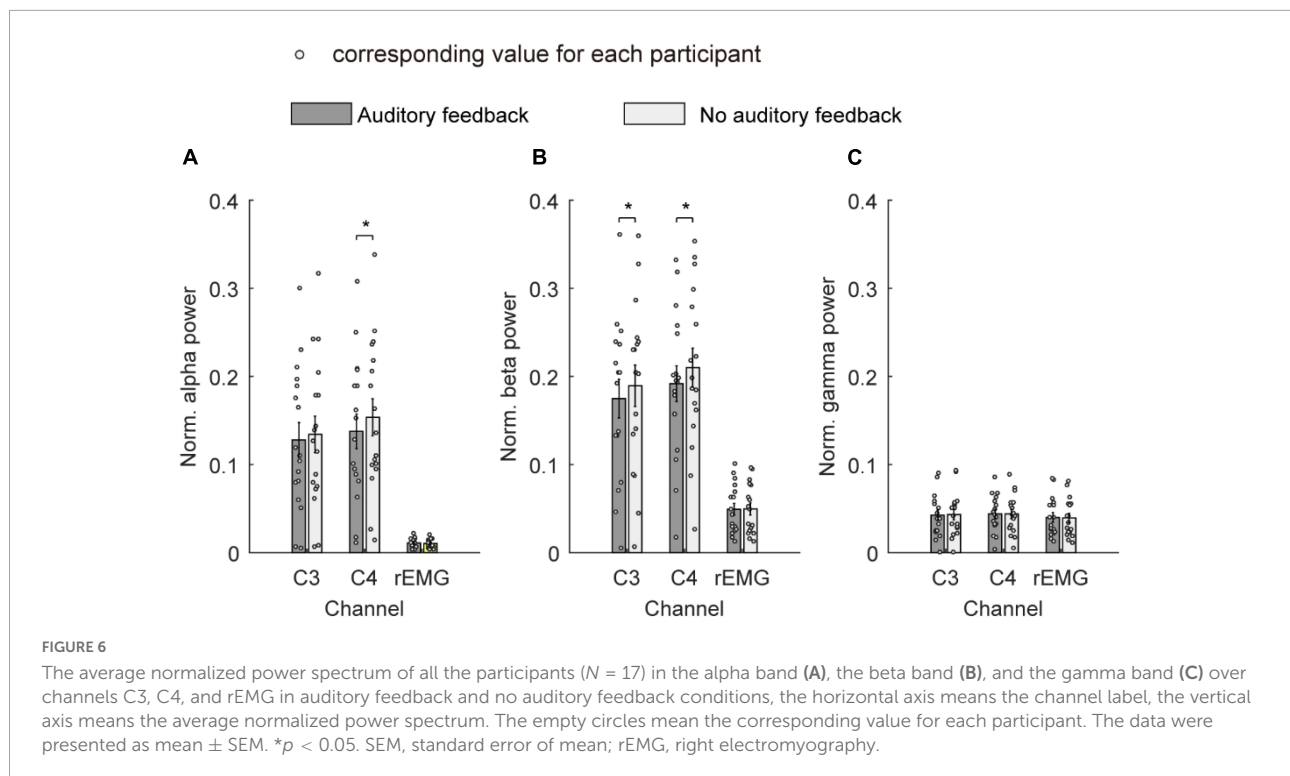 corresponding value for each participant
Auditory feedback
No auditory feedback
A
0.4
0.3
0.2
0.1
0
Norm. alpha power
*
C3 C4 rEMG
Channel
B
0.4
0.3
0.2
0.1
0
Norm. beta power
* *
C3 C4 rEMG
Channel
C
0.4
0.3
0.2
0.1
0
Norm. gamma power
C3 C4 rEMG
Channel
FIGURE 6
The average normalized power spectrum of all the participants (N = 17) in the alpha band (A), the beta band (B), and the gamma band (C) over
channels C3, C4, and rEMG in auditory feedback and no auditory feedback conditions, the horizontal axis means the channel label, the vertical
axis means the average normalized power spectrum. The empty circles mean the corresponding value for each participant. The data were
presented as mean ± SEM. *p < 0.05. SEM, standard error of mean; rEMG, right electromyography.